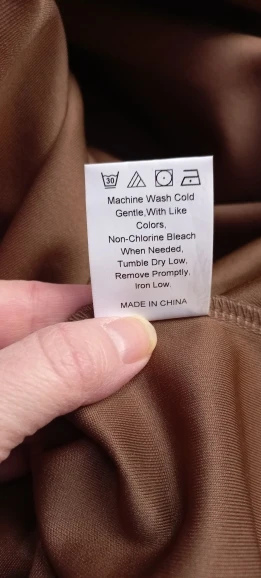 30
Machine Wash Cold
Gentle,With Like
Colors,
Non-Chlorine Bleach
When Needed,
Tumble Dry Low,
Remove Promptly,
Iron Low.
MADE IN CHINA